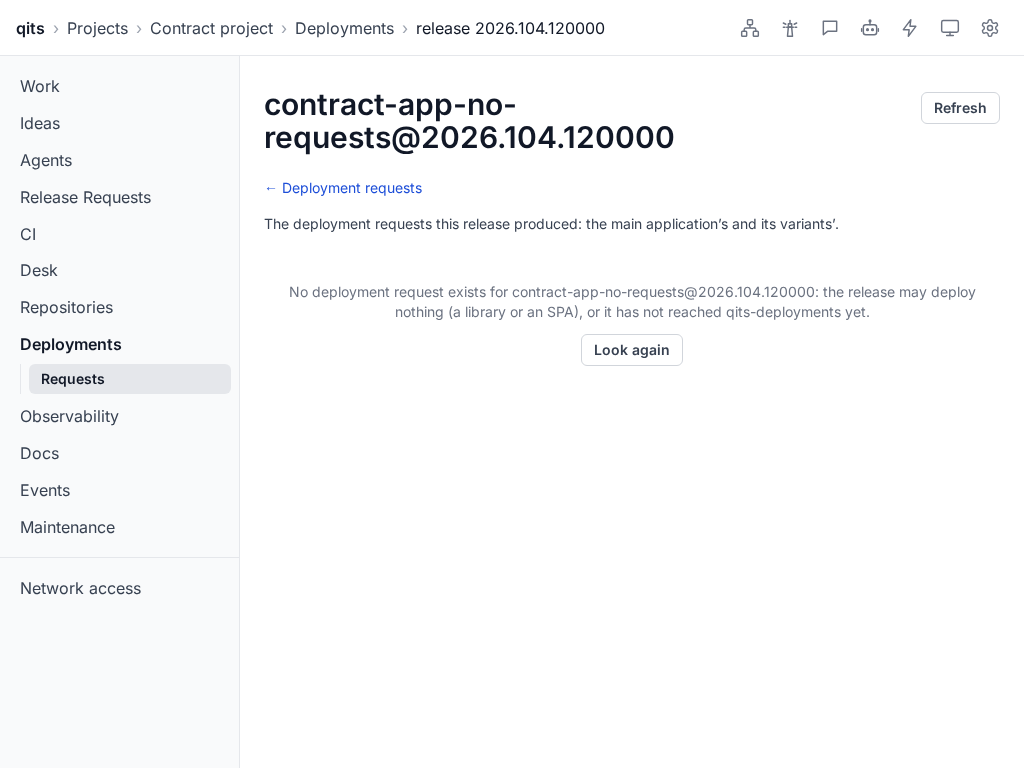 qits › Projects › Contract project › Deployments › release 2026.104.120000
Work
Ideas
Agents
Release Requests
CI
Desk
Repositories
Deployments
Requests
Observability
Docs
Events
Maintenance
Network access
contract-app-no-
requests@2026.104.120000
Refresh
← Deployment requests
The deployment requests this release produced: the main application’s and its variants’.
No deployment request exists for contract-app-no-requests@2026.104.120000: the release may deploy
nothing (a library or an SPA), or it has not reached qits-deployments yet.
Look again